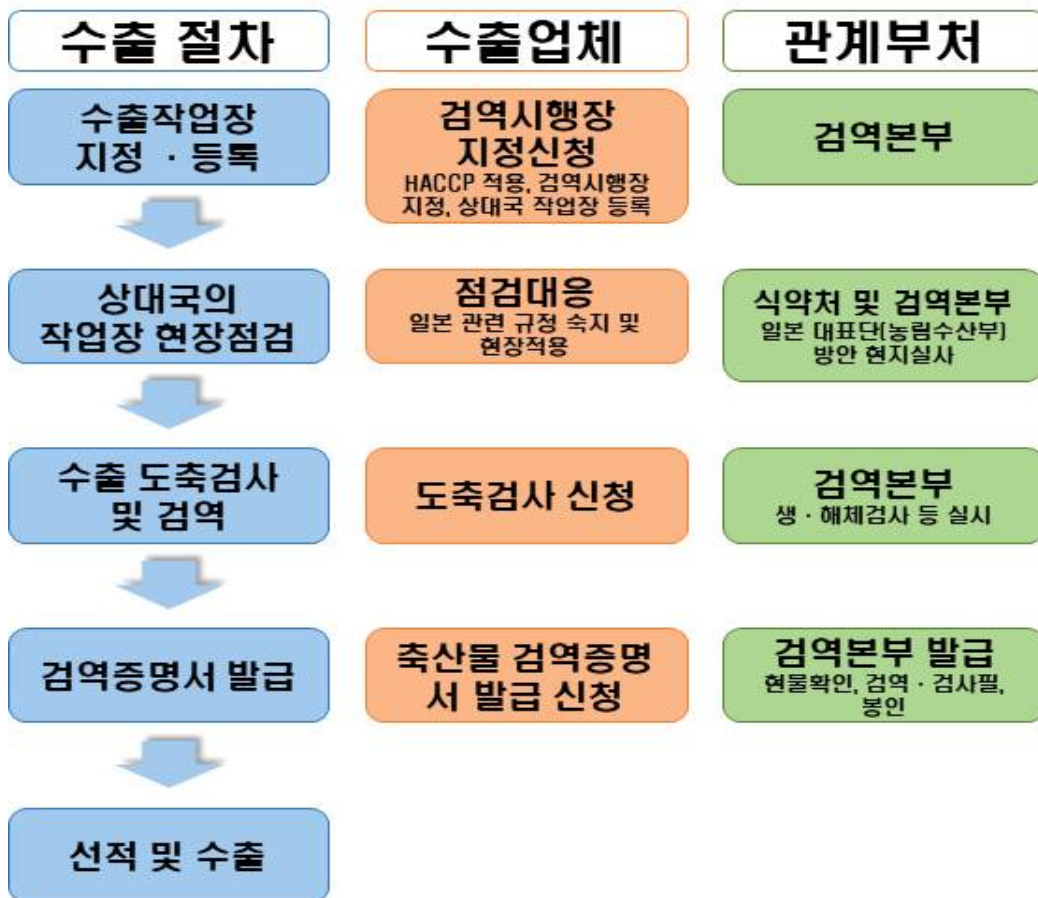 수출 절차
수출업체
관계부처
수출작업장
지정 · 등록
검역시행장
지정신청
HACCP 적용, 검역시행장
지정, 상대국 작업장 등록
검역본부
상대국의
작업장 현장점검
점검대응
일본 관련 규정 숙지 및
현장적용
식약처 및 검역본부
일본 대표단(농림수산부)
방안 현지실사
수출 도축검사
및 검역
도축검사 신청
검역본부
생 · 해체검사 등 실시
검역증명서 발급
축산물 검역증명
서 발급 신청
검역본부 발급
현물확인, 검역 · 검사필,
봉인
선적 및 수출